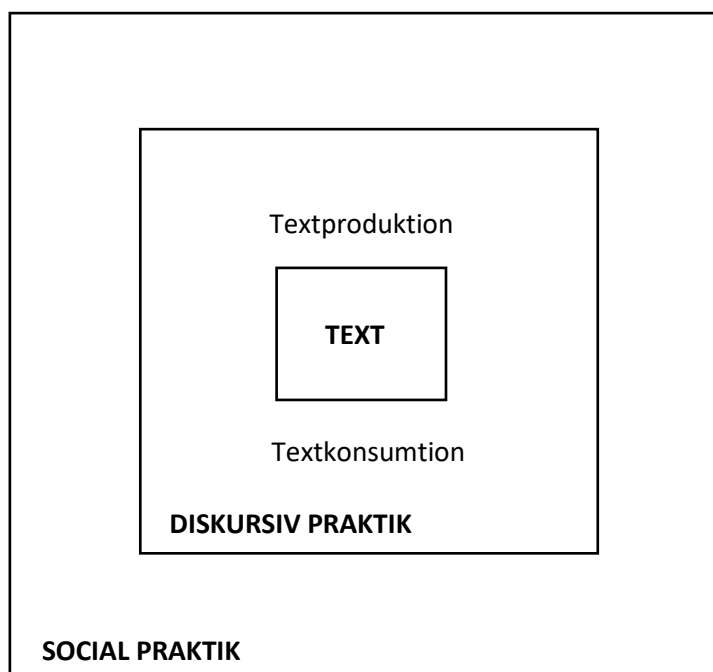 Textproduktion
TEXT
Textkonsumtion
DISKURSIV PRAKTIK
SOCIAL PRAKTIK